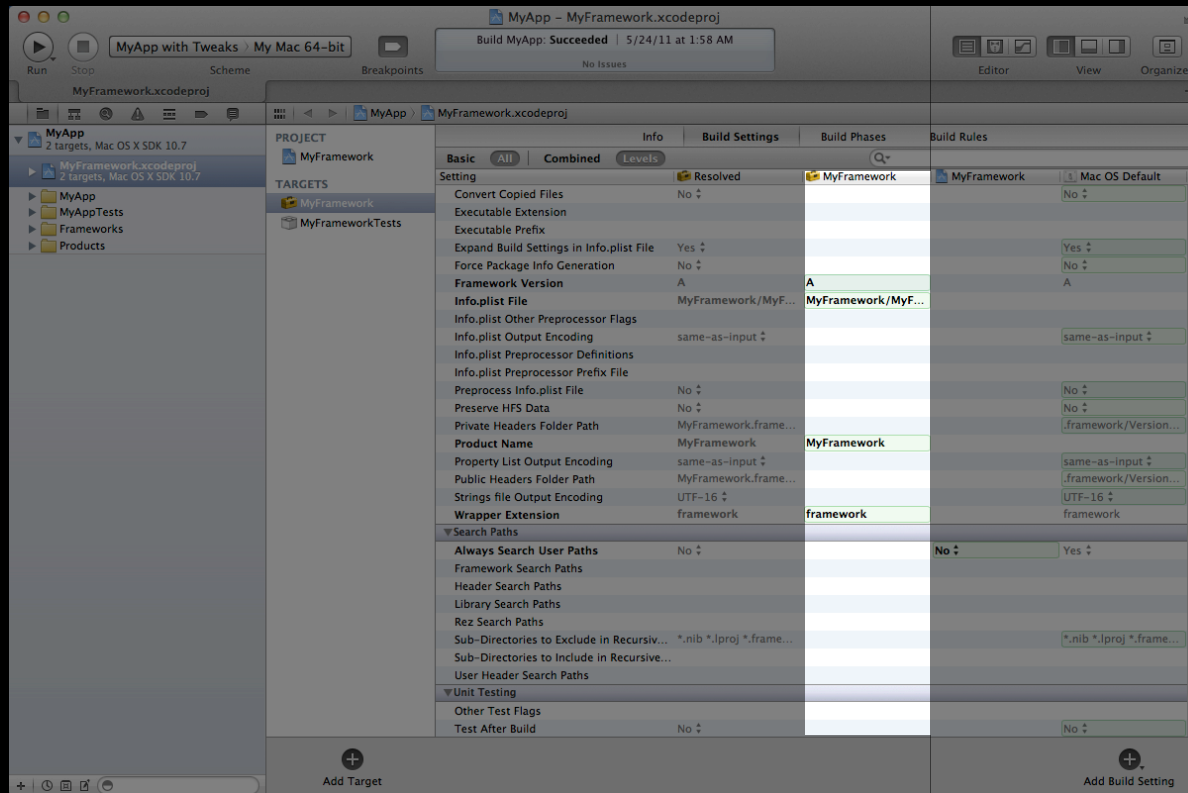 MyApp – MyFramework.xcodeproj
MyApp with Tweaks › My Mac 64-bit
Build MyApp: Succeeded | 5/24/11 at 1:58 AM
No Issues
Run Stop Scheme Breakpoints Editor View Organize
MyFramework.xcodeproj
MyApp › MyFramework.xcodeproj
MyApp
2 targets, Mac OS X SDK 10.7
MyFramework.xcodeproj
2 targets, Mac OS X SDK 10.7
MyApp
MyAppTests
Frameworks
Products
PROJECT
MyFramework
TARGETS
MyFramework
MyFrameworkTests
Info Build Settings Build Phases Build Rules
Basic All Combined Levels
Setting Resolved MyFramework MyFramework Mac OS Default
Convert Copied Files No No
Executable Extension
Executable Prefix
Expand Build Settings in Info.plist File Yes Yes
Force Package Info Generation No No
Framework Version A A A
Info.plist File MyFramework/MyF... MyFramework/MyF...
Info.plist Other Preprocessor Flags
Info.plist Output Encoding same-as-input same-as-input
Info.plist Preprocessor Definitions
Info.plist Preprocessor Prefix File
Preprocess Info.plist File No No
Preserve HFS Data No No
Private Headers Folder Path MyFramework.frame... .framework/Version...
Product Name MyFramework MyFramework
Property List Output Encoding same-as-input same-as-input
Public Headers Folder Path MyFramework.frame... .framework/Version...
Strings file Output Encoding UTF-16 UTF-16
Wrapper Extension framework framework framework
Search Paths
Always Search User Paths No No Yes
Framework Search Paths
Header Search Paths
Library Search Paths
Rez Search Paths
Sub-Directories to Exclude in Recursiv... *.nib *.lproj *.frame... *.nib *.lproj *.frame...
Sub-Directories to Include in Recursive...
User Header Search Paths
Unit Testing
Other Test Flags
Test After Build No No
Add Target Add Build Setting